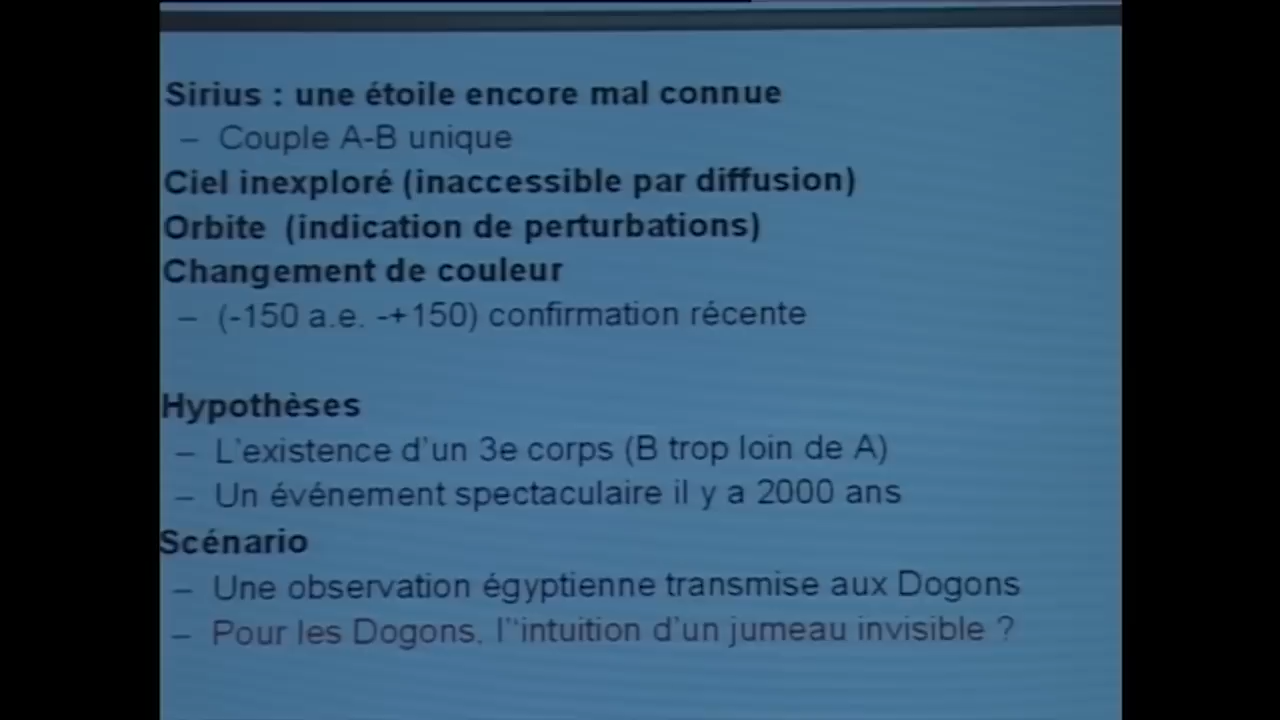 Sirius : une étoile encore mal connue
– Couple A-B unique
Ciel inexploré (inaccessible par diffusion)
Orbite (indication de perturbations)
Changement de couleur
– (-150 a.e. -+150) confirmation récente
Hypothèses
– L'existence d'un 3e corps (B trop loin de A)
– Un événement spectaculaire il y a 2000 ans
Scénario
– Une observation égyptienne transmise aux Dogons
– Pour les Dogons, l''intuition d'un jumeau invisible ?